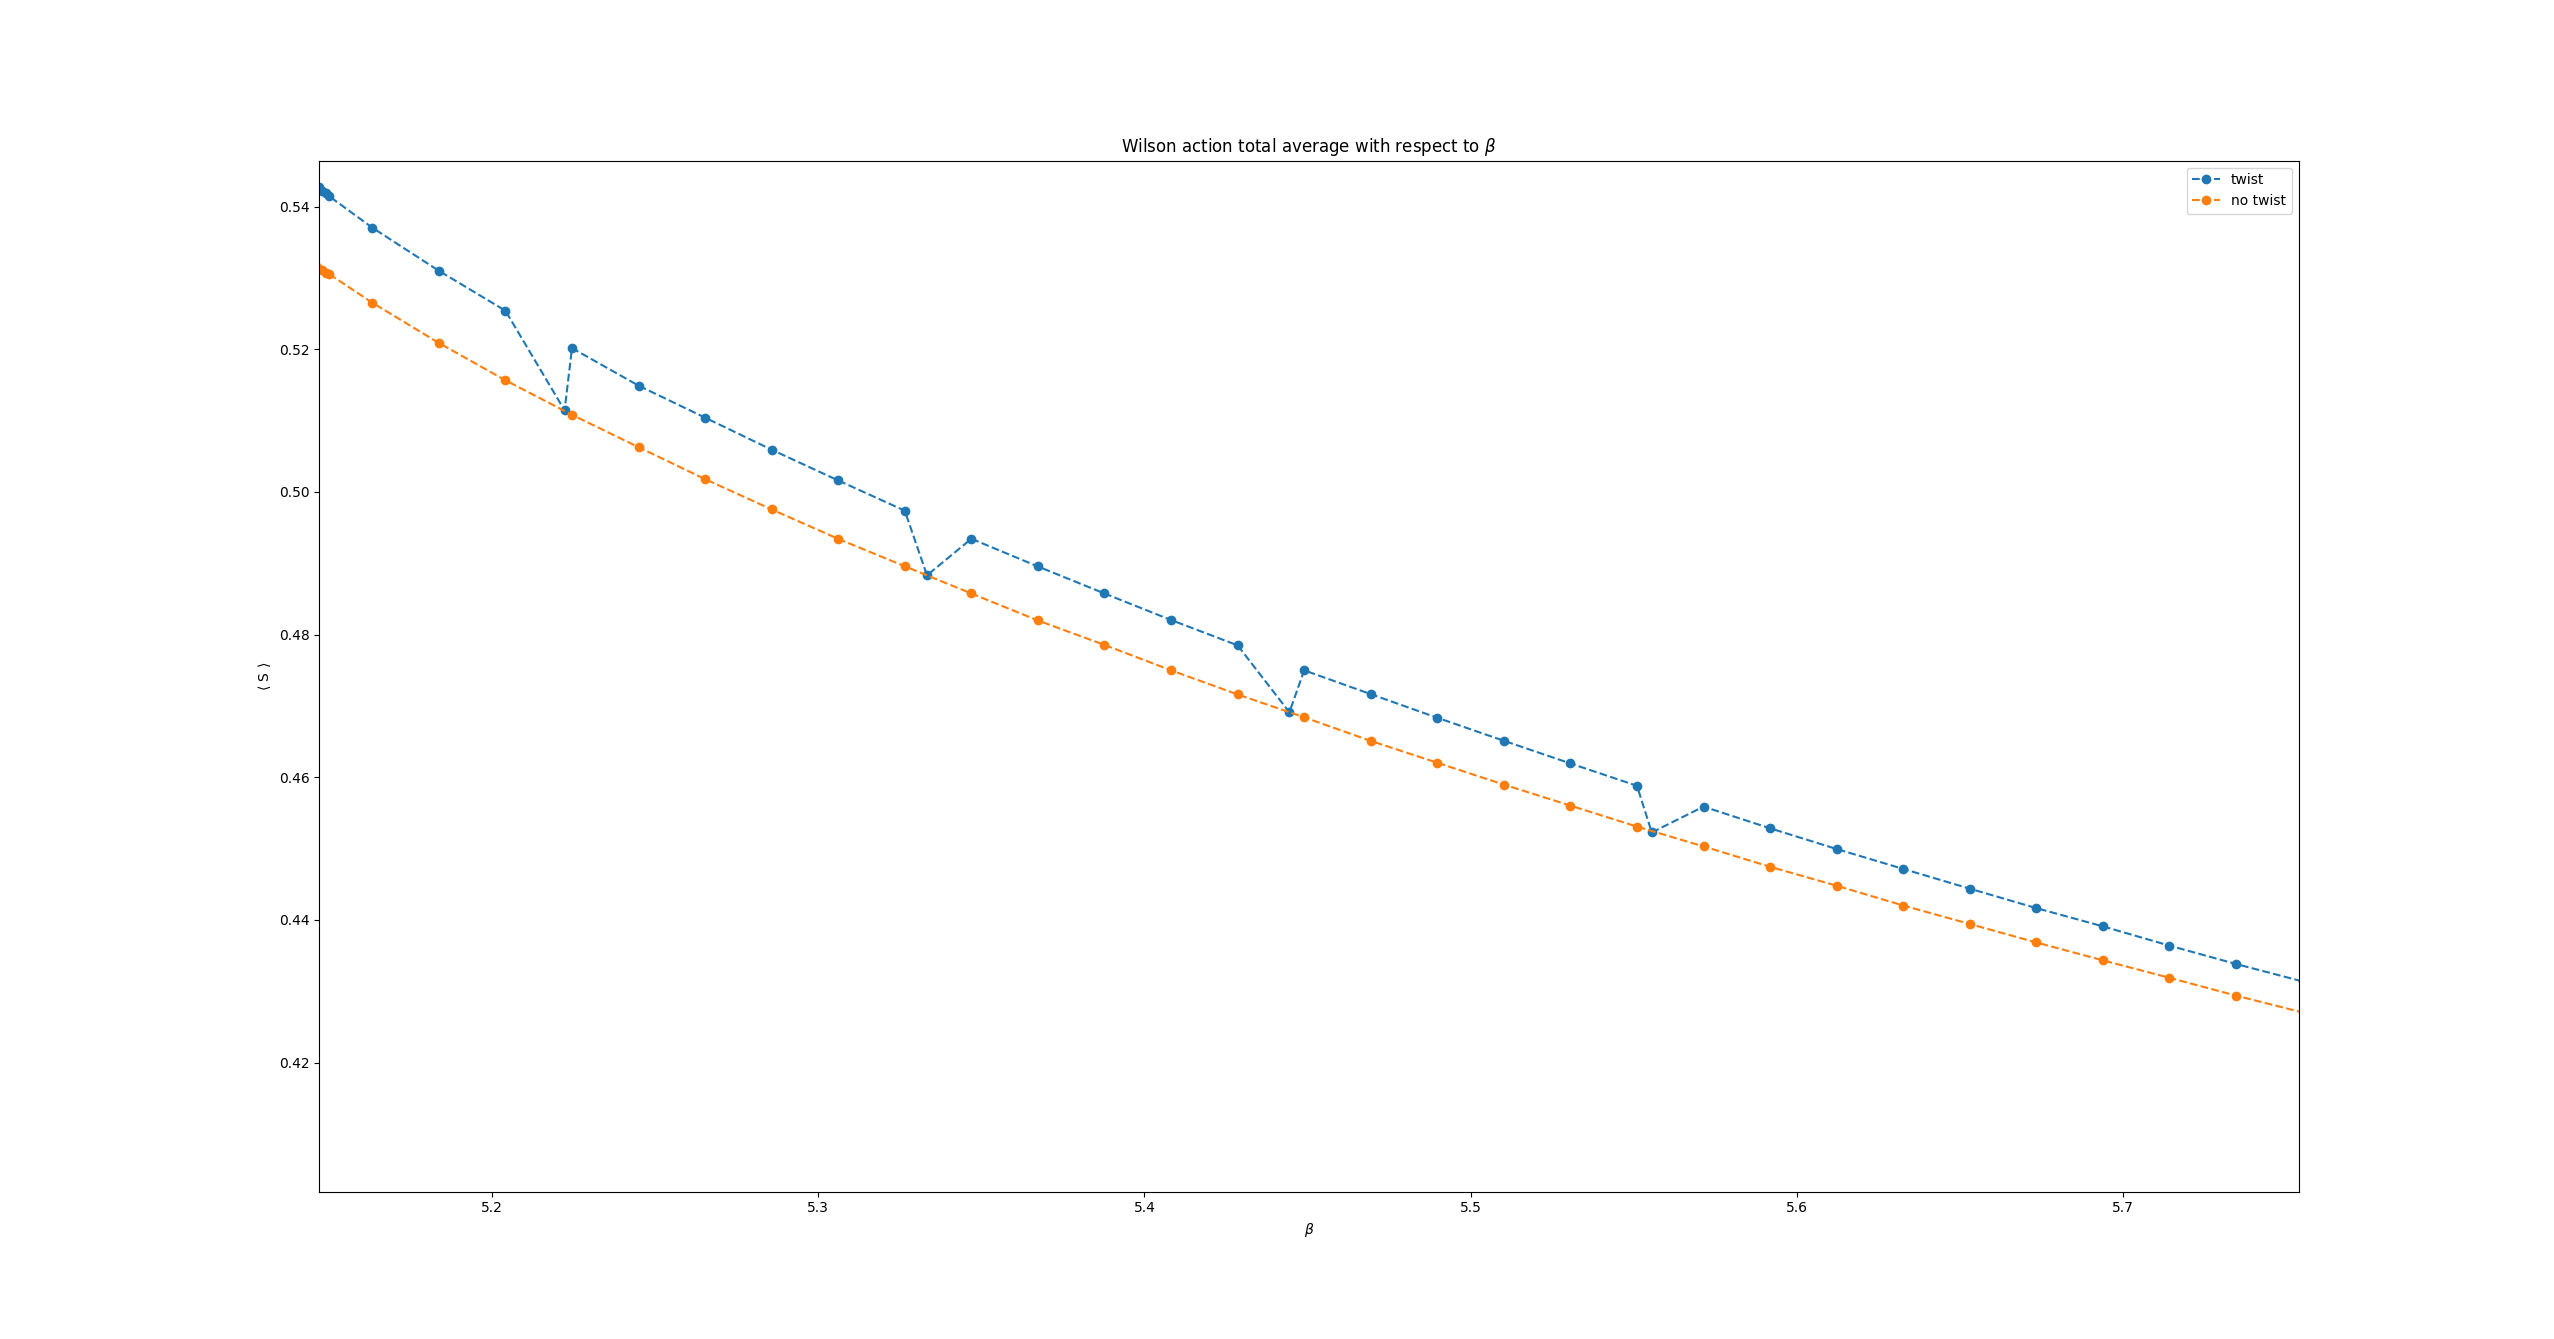 Wilson action total average with respect to β
twist
no twist
0.54
0.52
0.50
0.48
0.46
0.44
0.42
⟨ S ⟩
5.2
5.3
5.4
5.5
5.6
5.7
β